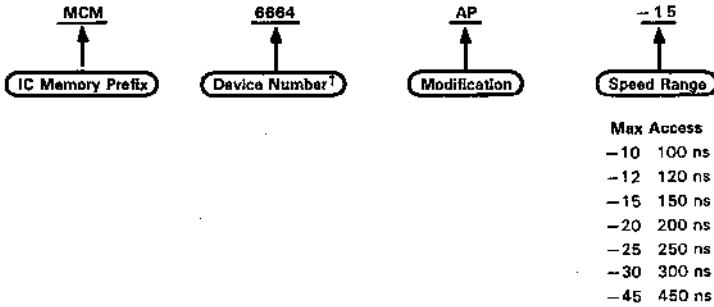 MCM 6664 AP -15
IC Memory Prefix Device Number† Modification Speed Range
Max Access
-10 100 ns
-12 120 ns
-15 150 ns
-20 200 ns
-25 250 ns
-30 300 ns
-45 450 ns